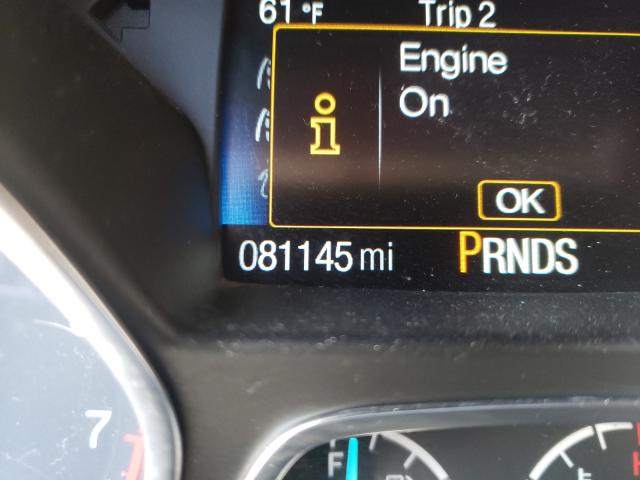 61°F Trip 2
Engine
On
i
OK
081145 mi PRNDS
7
F
H